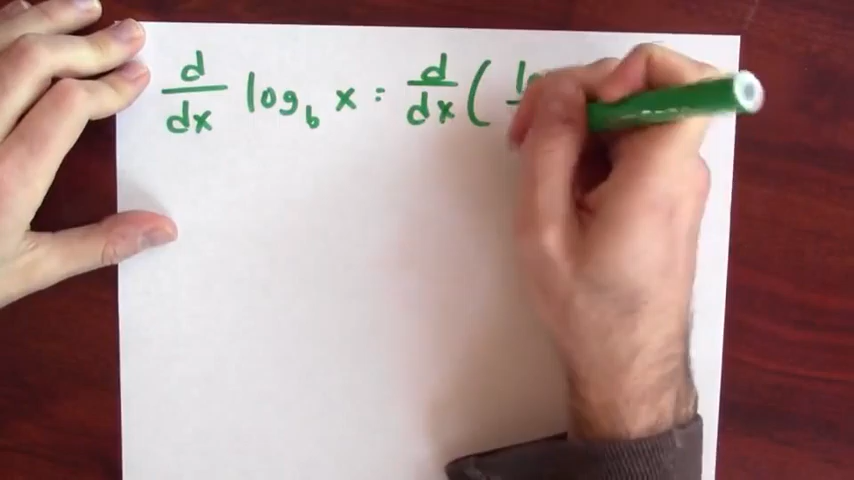 d/dx log_b x = d/dx (